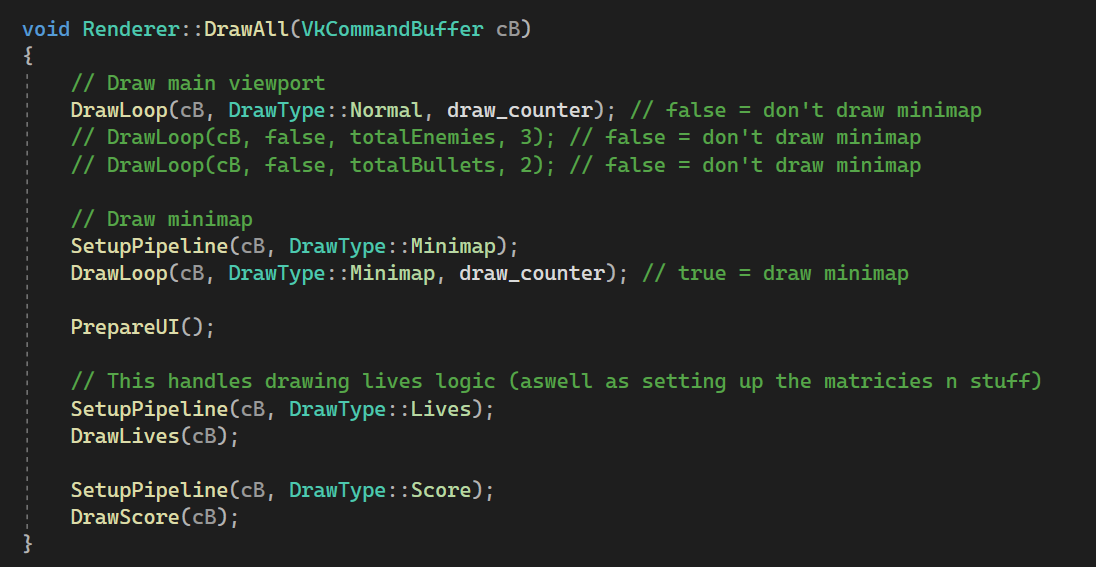 void Renderer::DrawAll(VkCommandBuffer cB)
{
    // Draw main viewport
    DrawLoop(cB, DrawType::Normal, draw_counter); // false = don't draw minimap
    // DrawLoop(cB, false, totalEnemies, 3); // false = don't draw minimap
    // DrawLoop(cB, false, totalBullets, 2); // false = don't draw minimap

    // Draw minimap
    SetupPipeline(cB, DrawType::Minimap);
    DrawLoop(cB, DrawType::Minimap, draw_counter); // true = draw minimap

    PrepareUI();

    // This handles drawing lives logic (aswell as setting up the matricies n stuff)
    SetupPipeline(cB, DrawType::Lives);
    DrawLives(cB);

    SetupPipeline(cB, DrawType::Score);
    DrawScore(cB);
}